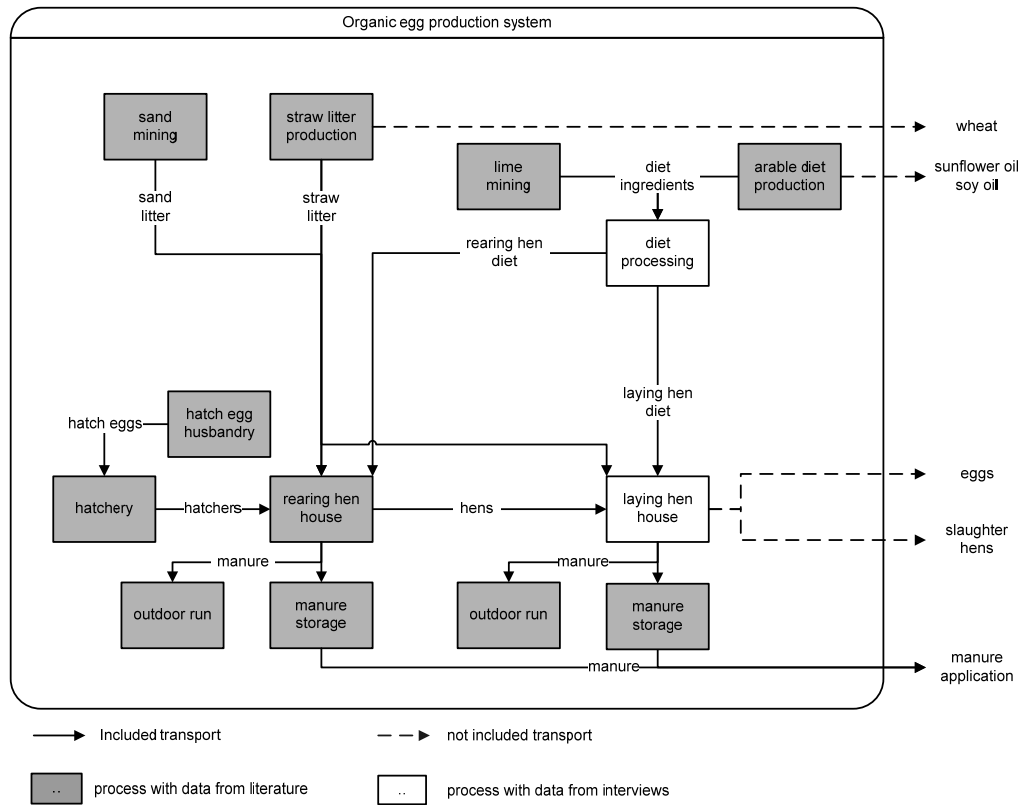 Organic egg production system
sand
mining
straw litter
production
wheat
lime
mining
diet
ingredients
arable diet
production
sunflower oil
soy oil
sand
litter
straw
litter
rearing hen
diet
diet
processing
laying hen
diet
hatch eggs
hatch egg
husbandry
eggs
hatchery
hatchers
rearing hen
house
hens
laying hen
house
slaughter
hens
manure
manure
outdoor run
manure
storage
outdoor run
manure
storage
manure
manure
application
Included transport
not included transport
..
process with data from literature
..
process with data from interviews